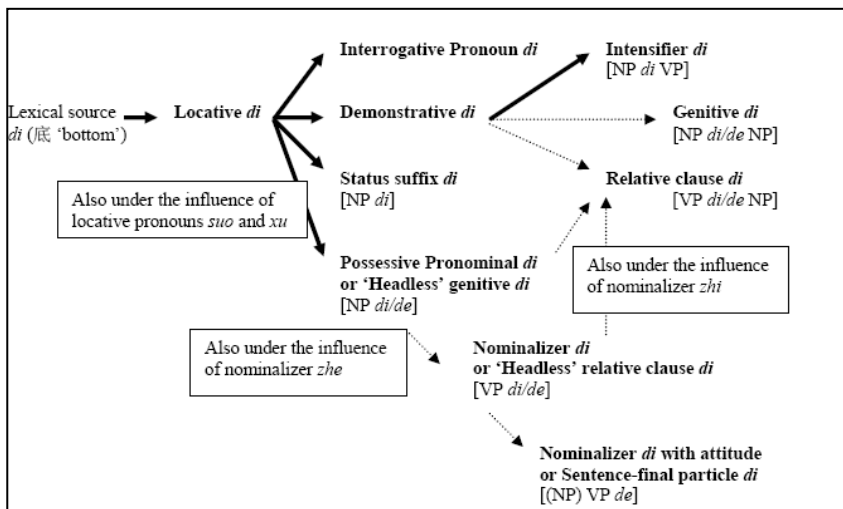 Interrogative Pronoun di
Intensifier di
[NP di VP]
Lexical source
di (底 ‘bottom’)
Locative di
Demonstrative di
Genitive di
[NP di/de NP]
Status suffix di
[NP di]
Relative clause di
[VP di/de NP]
Also under the influence of
locative pronouns suo and xu
Possessive Pronominal di
or ‘Headless’ genitive di
[NP di/de]
Also under the influence
of nominalizer zhi
Also under the influence
of nominalizer zhe
Nominalizer di
or ‘Headless’ relative clause di
[VP di/de]
Nominalizer di with attitude
or Sentence-final particle di
[(NP) VP de]